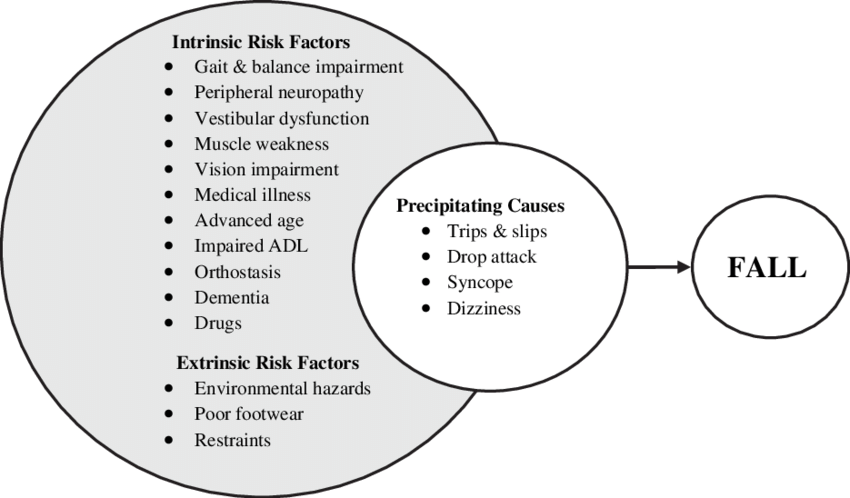 Intrinsic Risk Factors
• Gait & balance impairment
• Peripheral neuropathy
• Vestibular dysfunction
• Muscle weakness
• Vision impairment
• Medical illness
• Advanced age
• Impaired ADL
• Orthostasis
• Dementia
• Drugs
Extrinsic Risk Factors
• Environmental hazards
• Poor footwear
• Restraints
Precipitating Causes
• Trips & slips
• Drop attack
• Syncope
• Dizziness
FALL